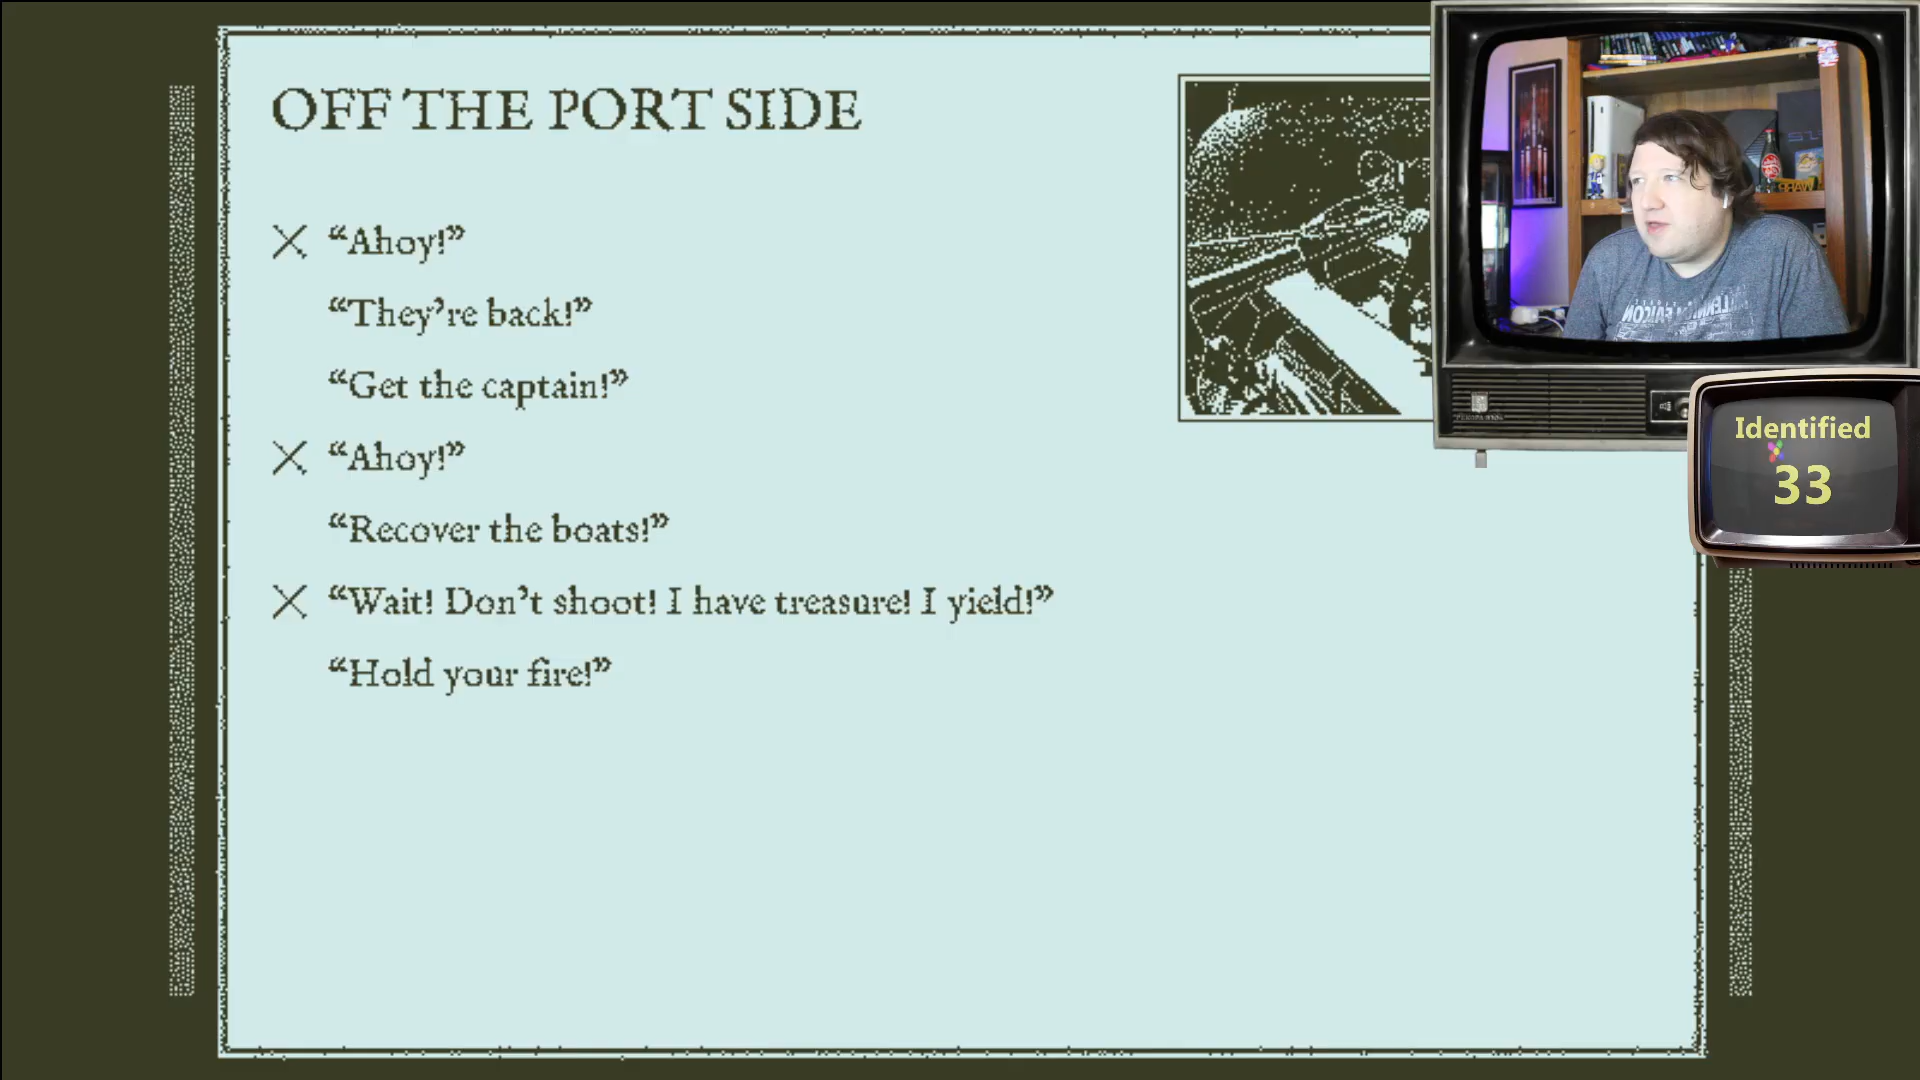 OFF THE PORT SIDE
“Ahoy!”
“They’re back!”
“Get the captain!”
“Ahoy!”
“Recover the boats!”
“Wait! Don’t shoot! I have treasure! I yield!”
“Hold your fire!”
Identified
33